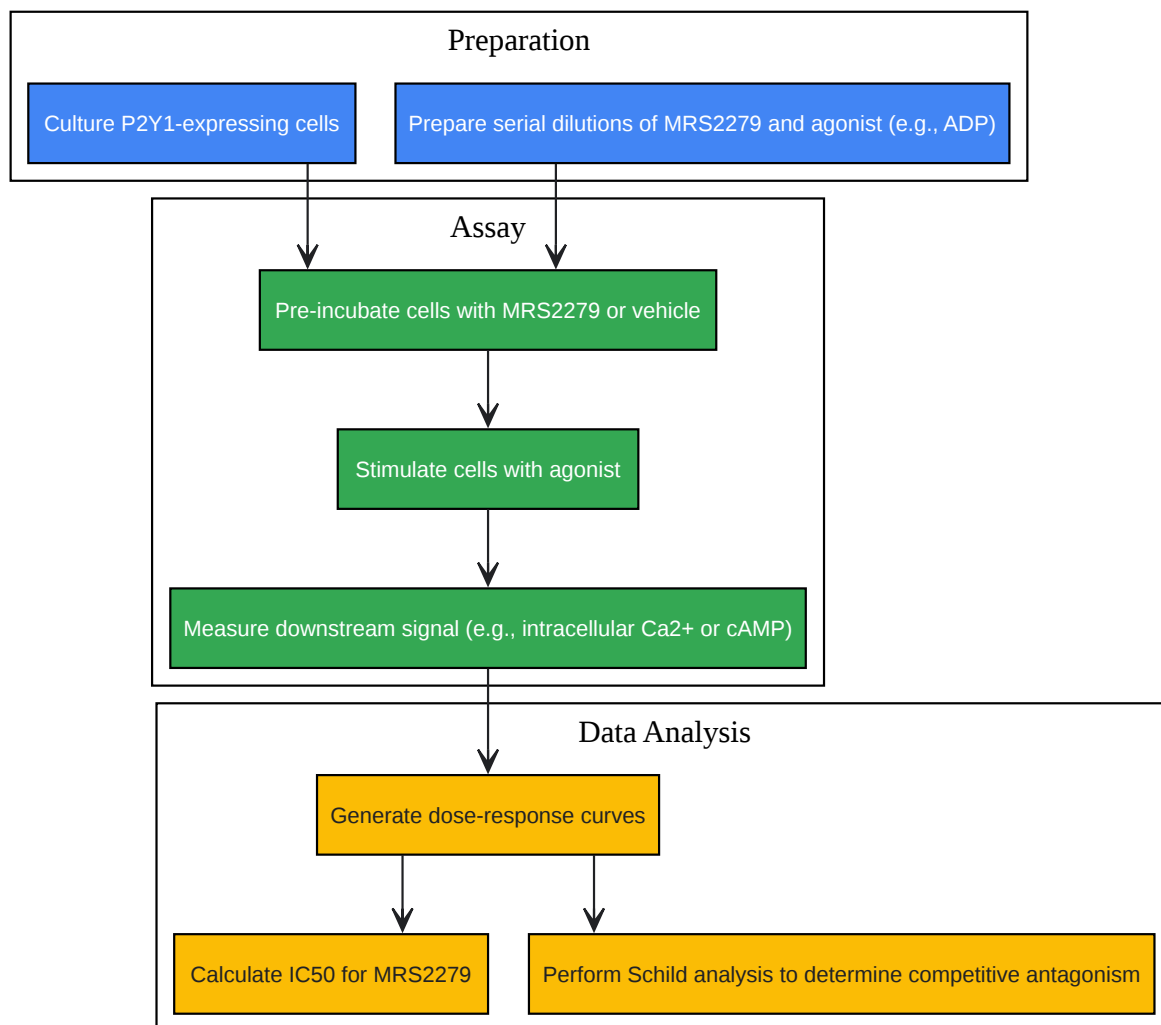 Preparation
Culture P2Y1-expressing cells
Prepare serial dilutions of MRS2279 and agonist (e.g., ADP)
Assay
Pre-incubate cells with MRS2279 or vehicle
Stimulate cells with agonist
Measure downstream signal (e.g., intracellular Ca2+ or cAMP)
Data Analysis
Generate dose-response curves
Calculate IC50 for MRS2279
Perform Schild analysis to determine competitive antagonism